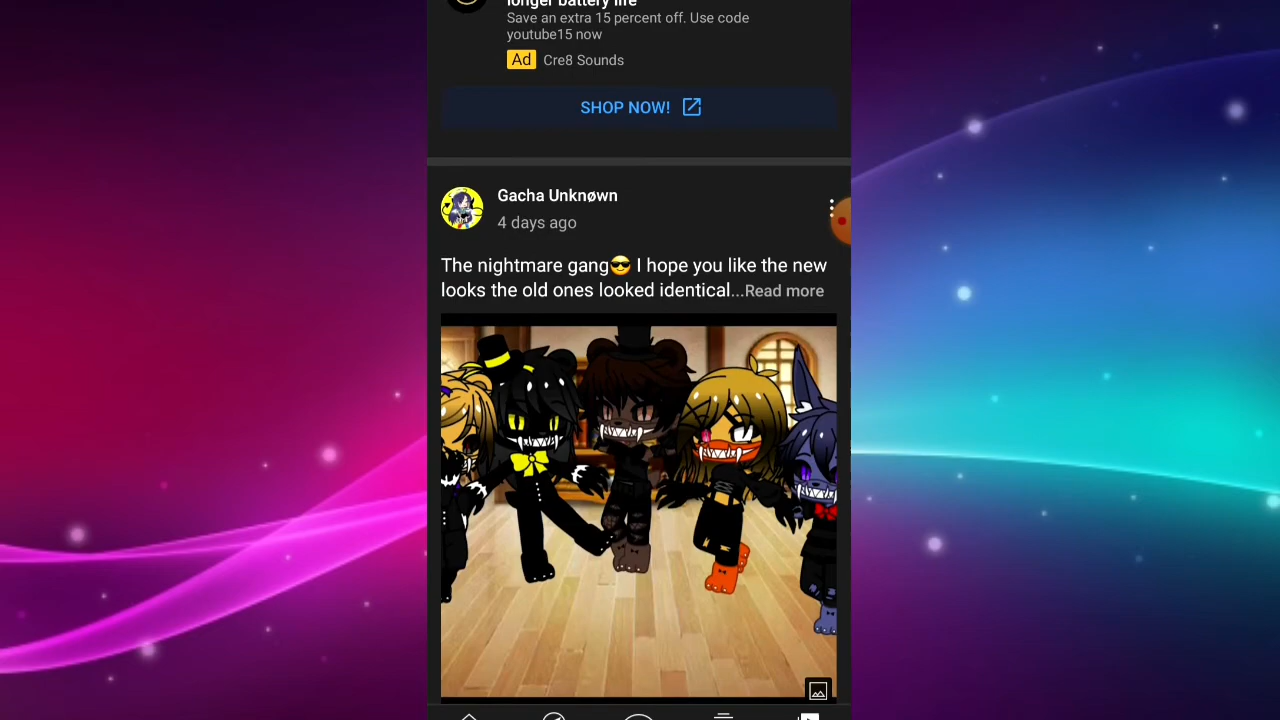 longer battery life
Save an extra 15 percent off. Use code
youtube15 now
Ad Cre8 Sounds
SHOP NOW!
Gacha Unknøwn
4 days ago
The nightmare gang😎 I hope you like the new
looks the old ones looked identical...Read more